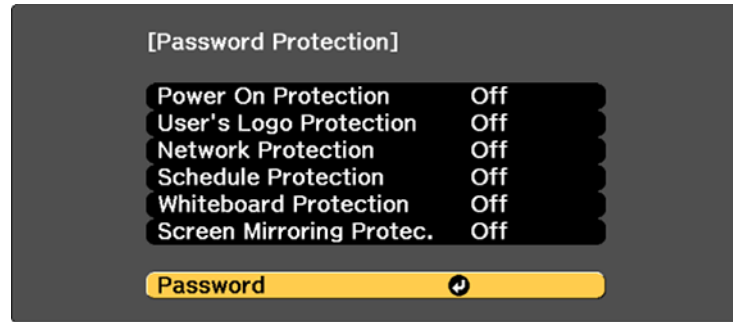 [Password Protection]
Power On Protection Off
User's Logo Protection Off
Network Protection Off
Schedule Protection Off
Whiteboard Protection Off
Screen Mirroring Protec. Off
Password